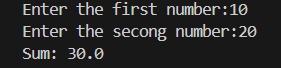 Enter the first number:10
Enter the secong number:20
Sum: 30.0